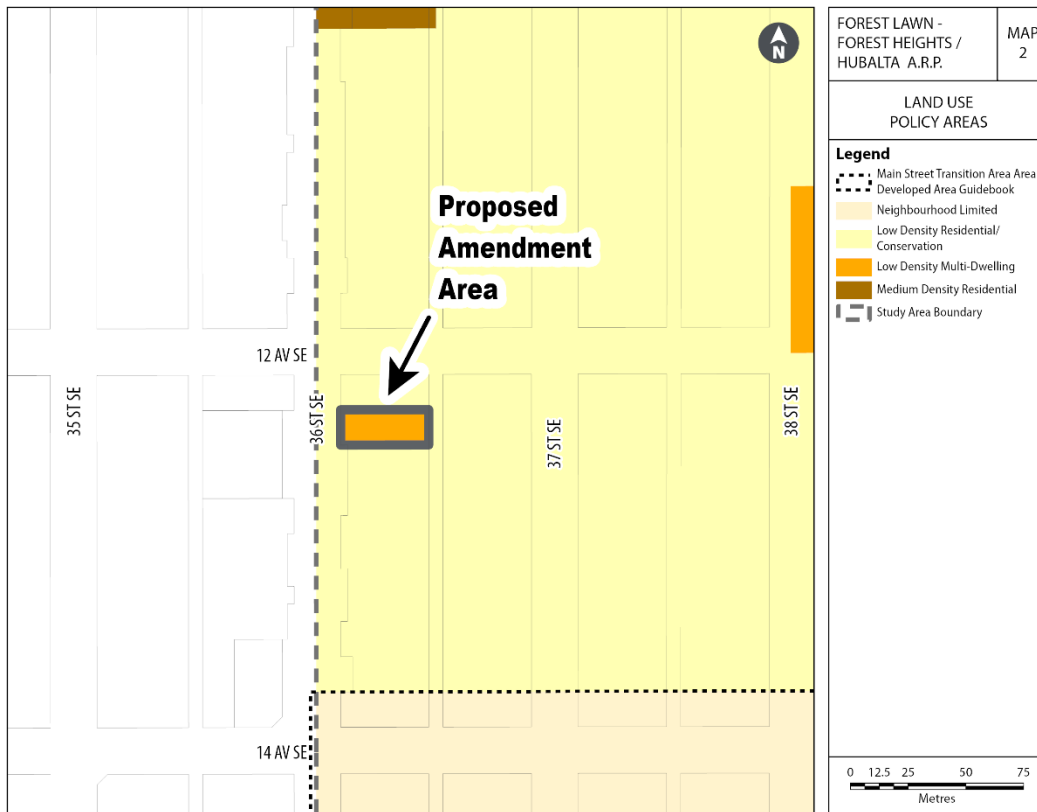 Proposed
Amendment
Area
N
12 AV SE
35 ST SE
36 ST SE
37 ST SE
38 ST SE
14 AV SE
FOREST LAWN -
FOREST HEIGHTS /
HUBALTA A.R.P.
MAP
2
LAND USE
POLICY AREAS
Legend
Main Street Transition Area Area
Developed Area Guidebook
Neighbourhood Limited
Low Density Residential/
Conservation
Low Density Multi-Dwelling
Medium Density Residential
Study Area Boundary
0 12.5 25 50 75
Metres